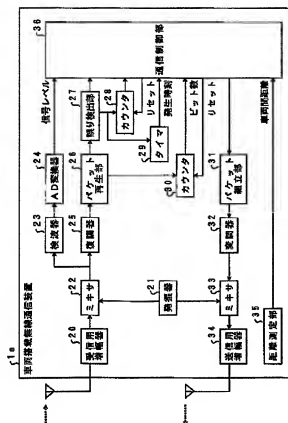 1a
車両搭載無線通信装置
20
受信用
増幅器
22
ミキサ
23
検波器
24
AD変換器
信号レベル
25
復調器
26
パケット
再生部
27
誤り検出部
28
カウンタ
リセット
29
タイマ
発生時刻
30
カウンタ
ビット数
リセット
21
発振器
31
パケット
組立部
32
変調器
33
ミキサ
34
送信用
増幅器
35
距離測定部
車両間距離
36
通信制御部